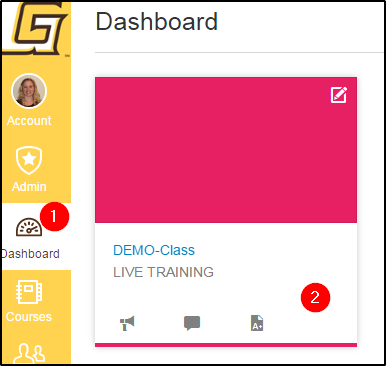 Dashboard
Account
Admin
1
Dashboard
DEMO-Class
LIVE TRAINING
2
Courses
A+